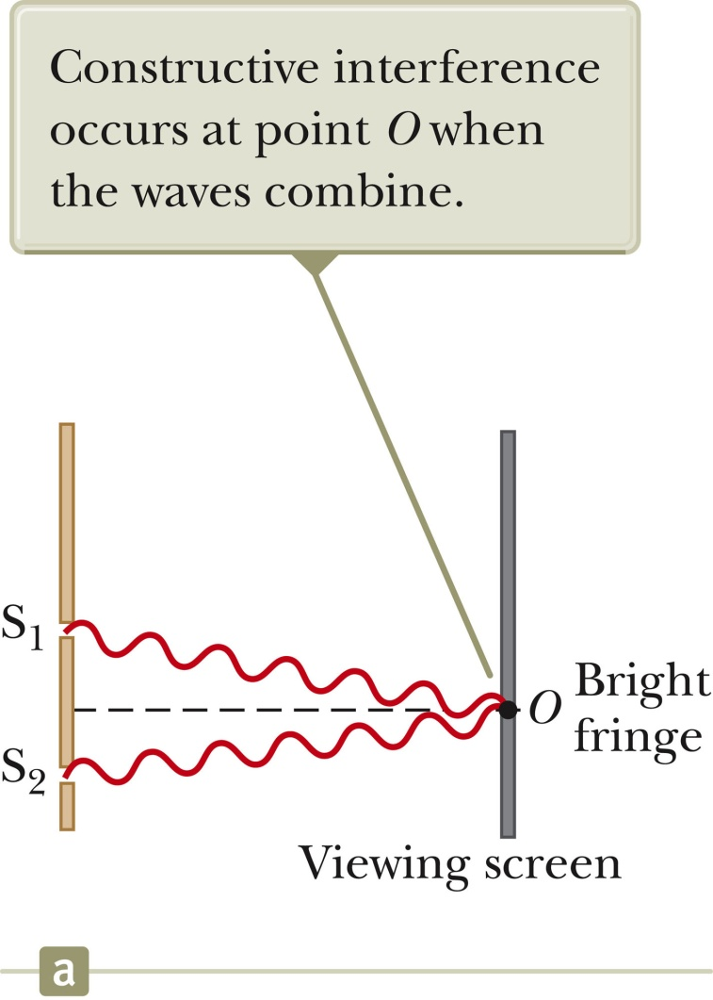 Constructive interference
occurs at point O when
the waves combine.
S1
O
Bright
fringe
S2
Viewing screen
a